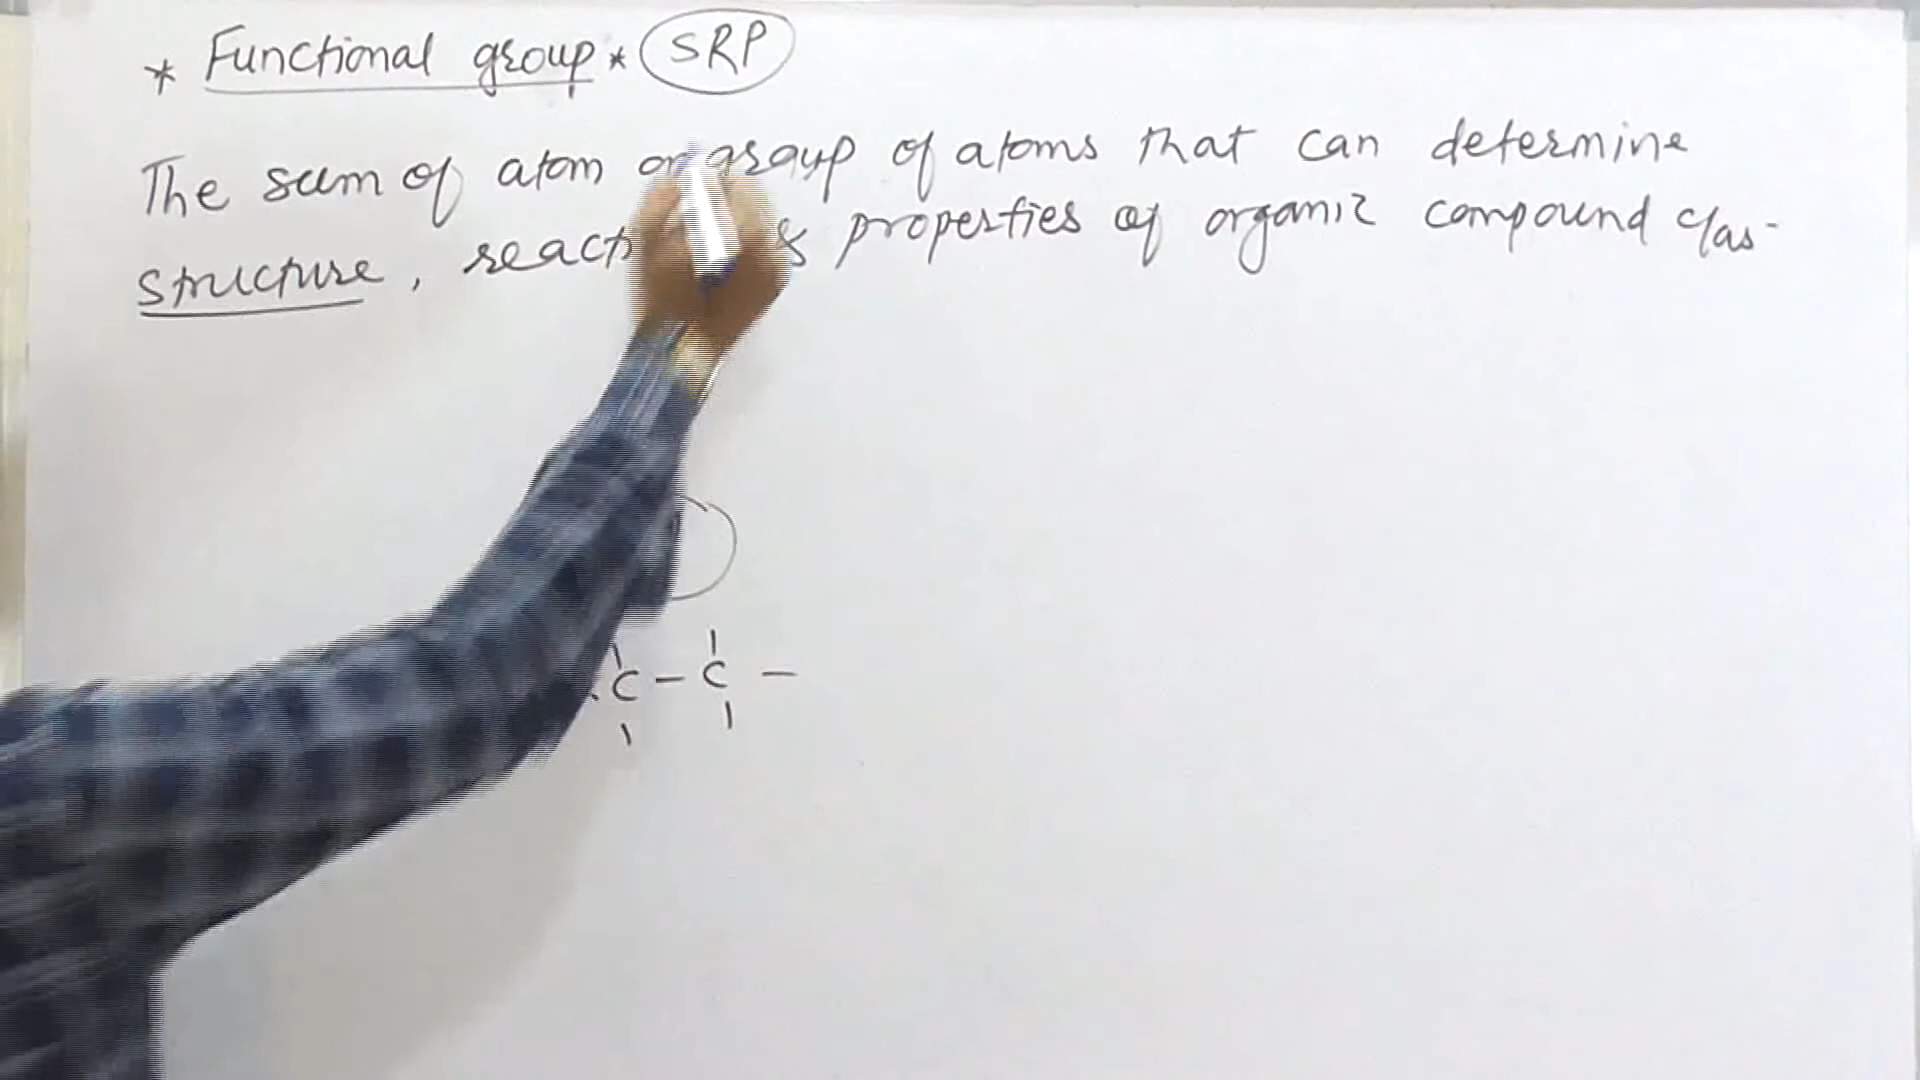 * Functional group * SRP
The sum of atom or group of atoms that can determine
structure, & properties of organic compound clas-
C - C -